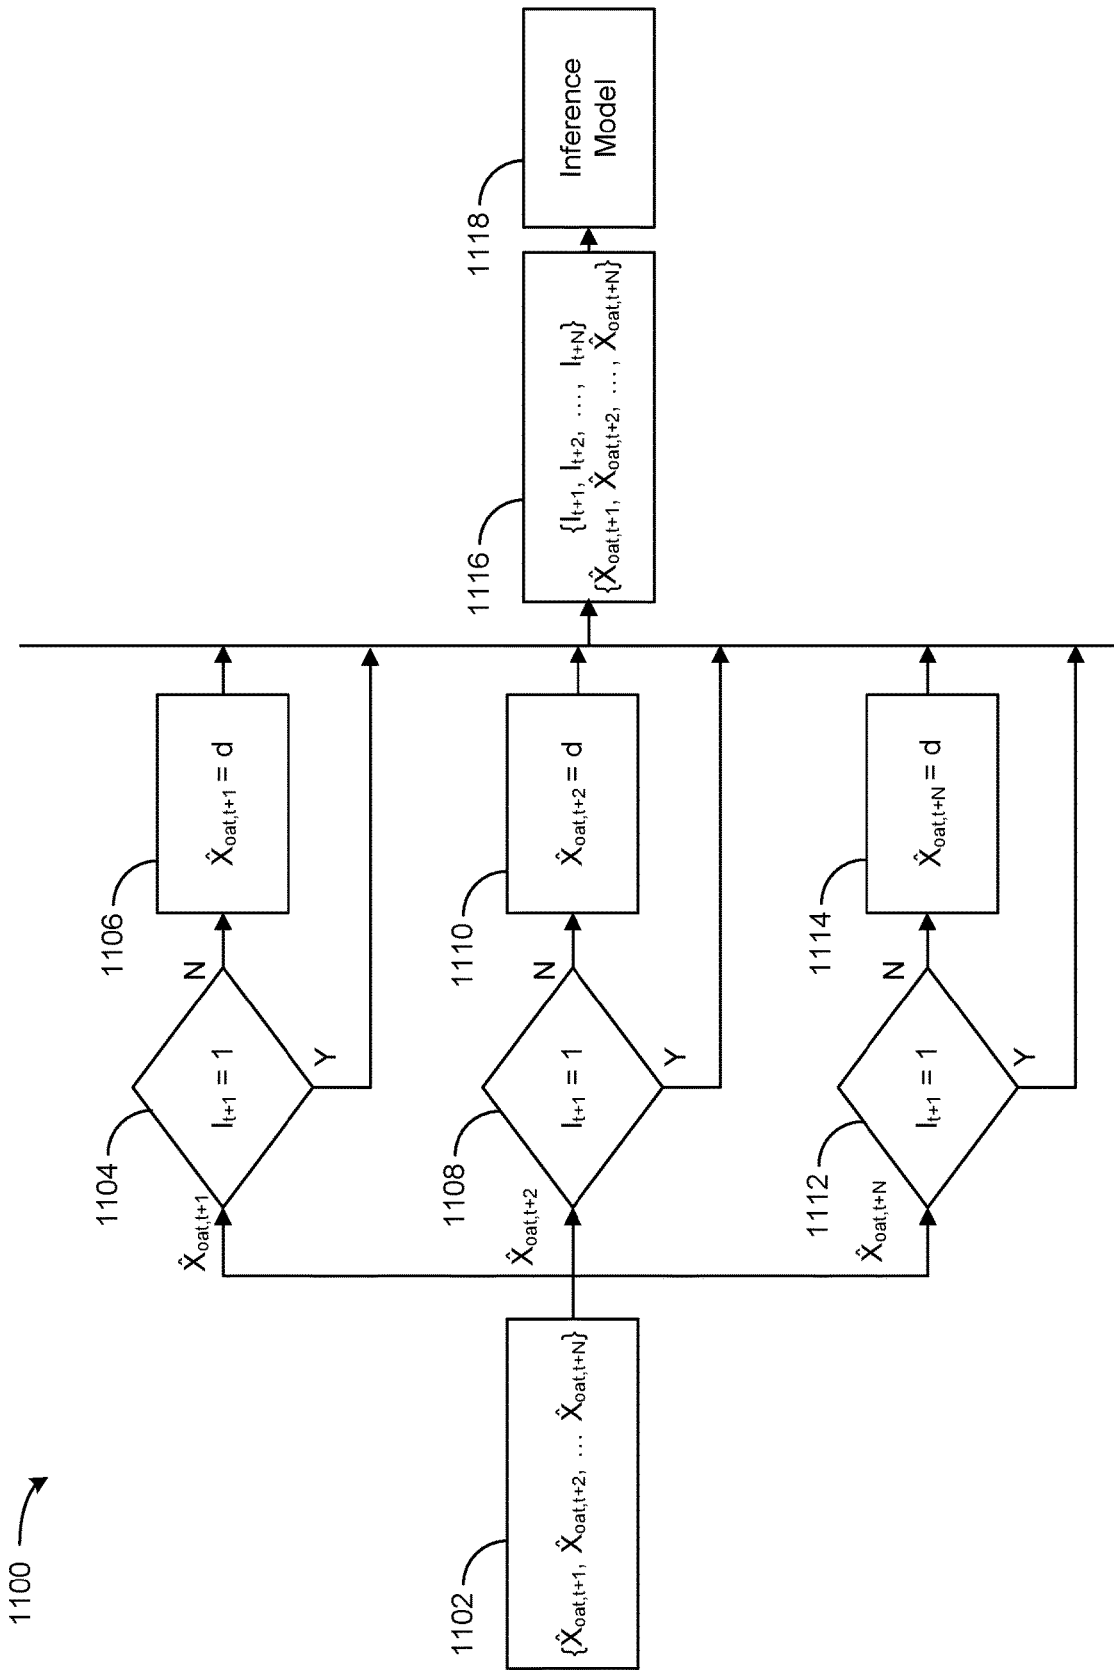 1100
1102
{X̂oat,t+1, X̂oat,t+2, … X̂oat,t+N}
X̂oat,t+1
1104
It+1 = 1
N
Y
1106
X̂oat,t+1 = d
X̂oat,t+2
1108
It+1 = 1
N
Y
1110
X̂oat,t+2 = d
X̂oat,t+N
1112
It+1 = 1
N
Y
1114
X̂oat,t+N = d
1116
{It+1, It+2, …, It+N}
{X̂oat,t+1, X̂oat,t+2, …, X̂oat,t+N}
1118
Inference
Model